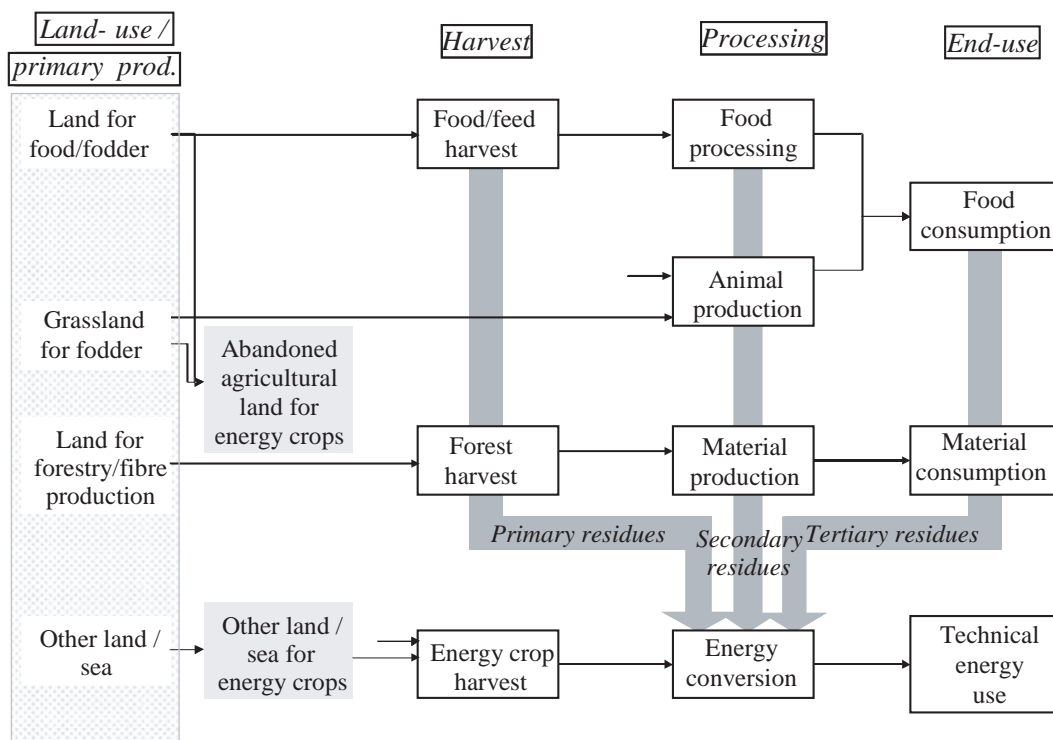 Land- use /
primary prod.
Harvest
Processing
End-use
Land for
food/fodder
Food/feed
harvest
Food
processing
Food
consumption
Animal
production
Grassland
for fodder
Abandoned
agricultural
land for
energy crops
Land for
forestry/fibre
production
Forest
harvest
Material
production
Material
consumption
Primary residues
Secondary
residues
Tertiary residues
Other land /
sea
Other land /
sea for
energy crops
Energy crop
harvest
Energy
conversion
Technical
energy
use